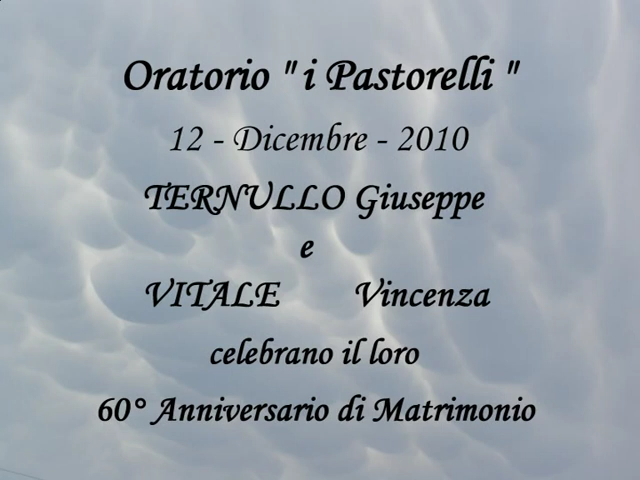 Oratorio " i Pastorelli "
12 - Dicembre - 2010
TERNULLO Giuseppe
e
VITALE Vincenza
celebrano il loro
60° Anniversario di Matrimonio